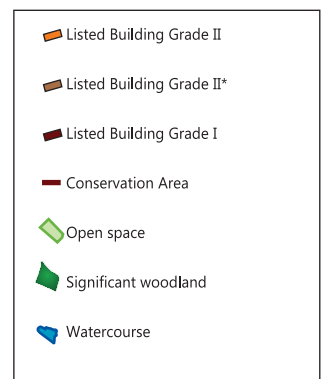 Listed Building Grade II
Listed Building Grade II*
Listed Building Grade I
Conservation Area
Open space
Significant woodland
Watercourse